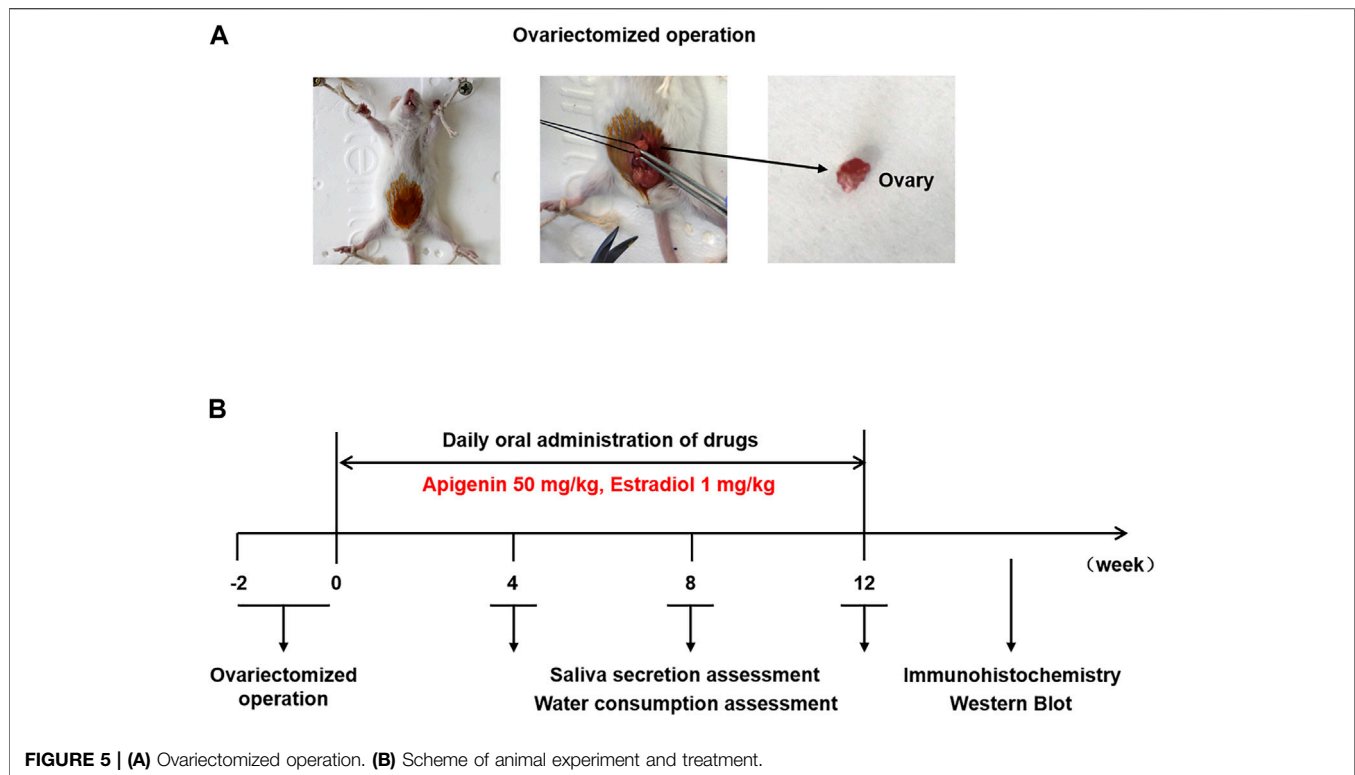 A
Ovariectomized operation
Ovary
B
Daily oral administration of drugs
Apigenin 50 mg/kg, Estradiol 1 mg/kg
-2 0 4 8 12
（week）
Ovariectomized
operation
Saliva secretion assessment
Water consumption assessment
Immunohistochemistry
Western Blot
FIGURE 5 | (A) Ovariectomized operation. (B) Scheme of animal experiment and treatment.